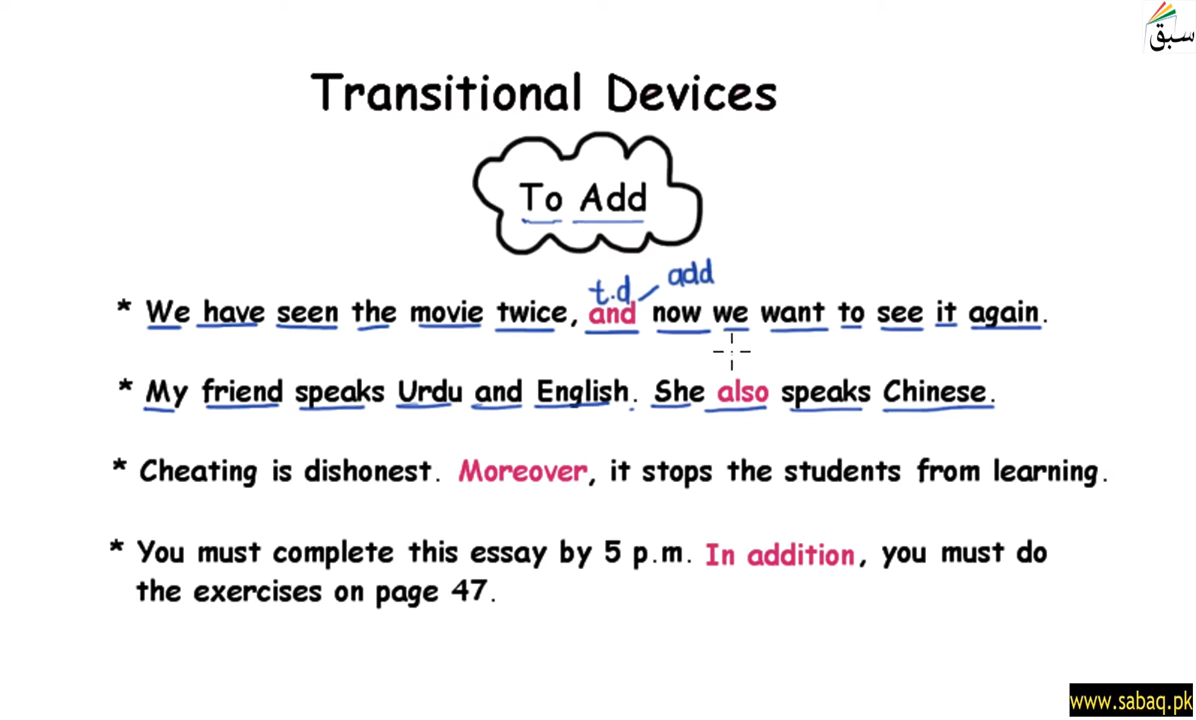 سبق
Transitional Devices
To Add
t.d add
* We have seen the movie twice, and now we want to see it again.
* My friend speaks Urdu and English. She also speaks Chinese.
* Cheating is dishonest. Moreover, it stops the students from learning.
* You must complete this essay by 5 p.m. In addition, you must do
the exercises on page 47.
www.sabaq.pk